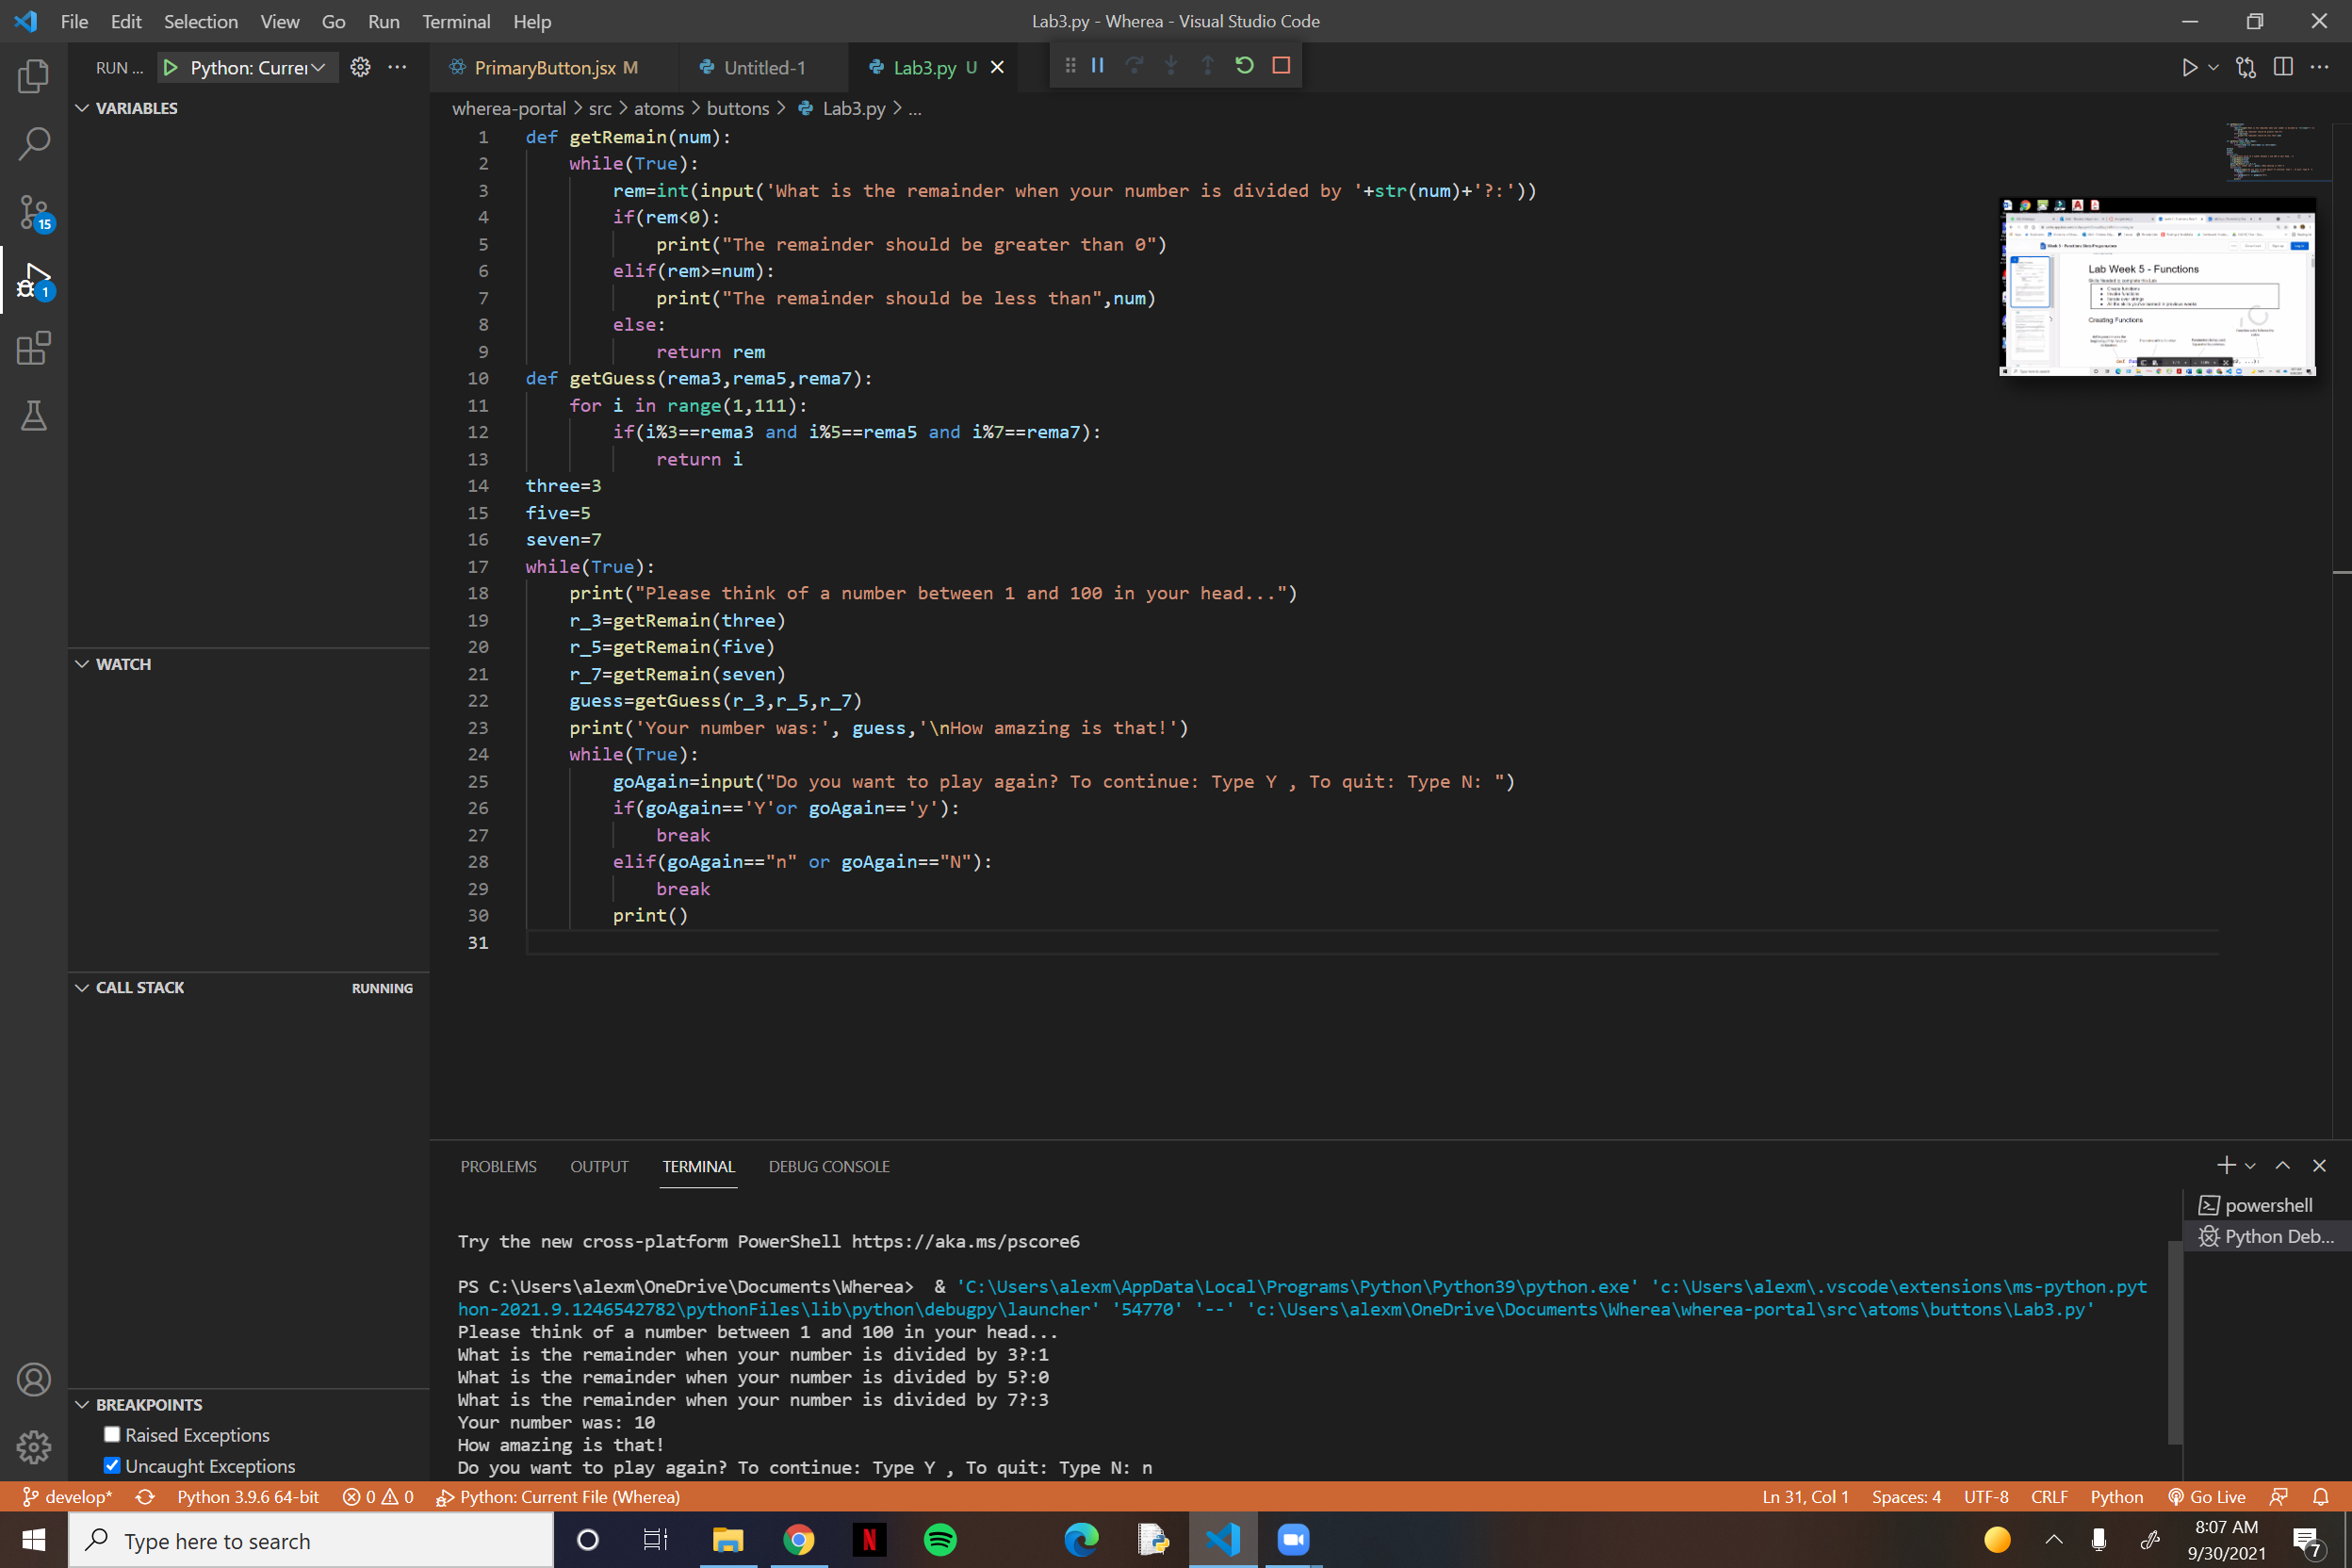 File Edit Selection View Go Run Terminal Help
Lab3.py - Wherea - Visual Studio Code
RUN ...
Python: Currer
PrimaryButton.jsx M
Untitled-1
Lab3.py U
VARIABLES
wherea-portal > src > atoms > buttons > Lab3.py > ...
1 def getRemain(num):
2 while(True):
3 rem=int(input('What is the remainder when your number is divided by '+str(num)+'?:'))
4 if(rem<0):
5 print("The remainder should be greater than 0")
6 elif(rem>=num):
7 print("The remainder should be less than",num)
8 else:
9 return rem
10 def getGuess(rema3,rema5,rema7):
11 for i in range(1,111):
12 if(i%3==rema3 and i%5==rema5 and i%7==rema7):
13 return i
14 three=3
15 five=5
16 seven=7
17 while(True):
18 print("Please think of a number between 1 and 100 in your head...")
19 r_3=getRemain(three)
20 r_5=getRemain(five)
21 r_7=getRemain(seven)
22 guess=getGuess(r_3,r_5,r_7)
23 print('Your number was:', guess,'\nHow amazing is that!')
24 while(True):
25 goAgain=input("Do you want to play again? To continue: Type Y , To quit: Type N: ")
26 if(goAgain=='Y'or goAgain=='y'):
27 break
28 elif(goAgain=="n" or goAgain=="N"):
29 break
30 print()
31
15
1
Lab Week 5 - Functions
Creating Functions
WATCH
CALL STACK RUNNING
BREAKPOINTS
Raised Exceptions
Uncaught Exceptions
PROBLEMS OUTPUT TERMINAL DEBUG CONSOLE
powershell
Python Deb...
Try the new cross-platform PowerShell https://aka.ms/pscore6
PS C:\Users\alexm\OneDrive\Documents\Wherea> & 'C:\Users\alexm\AppData\Local\Programs\Python\Python39\python.exe' 'c:\Users\alexm\.vscode\extensions\ms-python.pyt
hon-2021.9.1246542782\pythonFiles\lib\python\debugpy\launcher' '54770' '--' 'c:\Users\alexm\OneDrive\Documents\Wherea\wherea-portal\src\atoms\buttons\Lab3.py'
Please think of a number between 1 and 100 in your head...
What is the remainder when your number is divided by 3?:1
What is the remainder when your number is divided by 5?:0
What is the remainder when your number is divided by 7?:3
Your number was: 10
How amazing is that!
Do you want to play again? To continue: Type Y , To quit: Type N: n
develop* Python 3.9.6 64-bit 0 0 Python: Current File (Wherea)
Ln 31, Col 1 Spaces: 4 UTF-8 CRLF Python Go Live
Type here to search
N
8:07 AM
9/30/2021
7